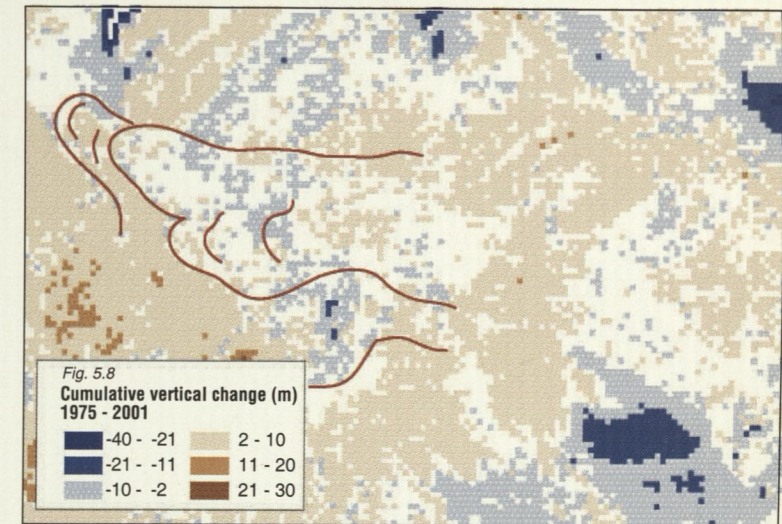 Fig. 5.8
Cumulative vertical change (m)
1975 - 2001
-40 - -21
2 - 10
-21 - -11
11 - 20
-10 - -2
21 - 30